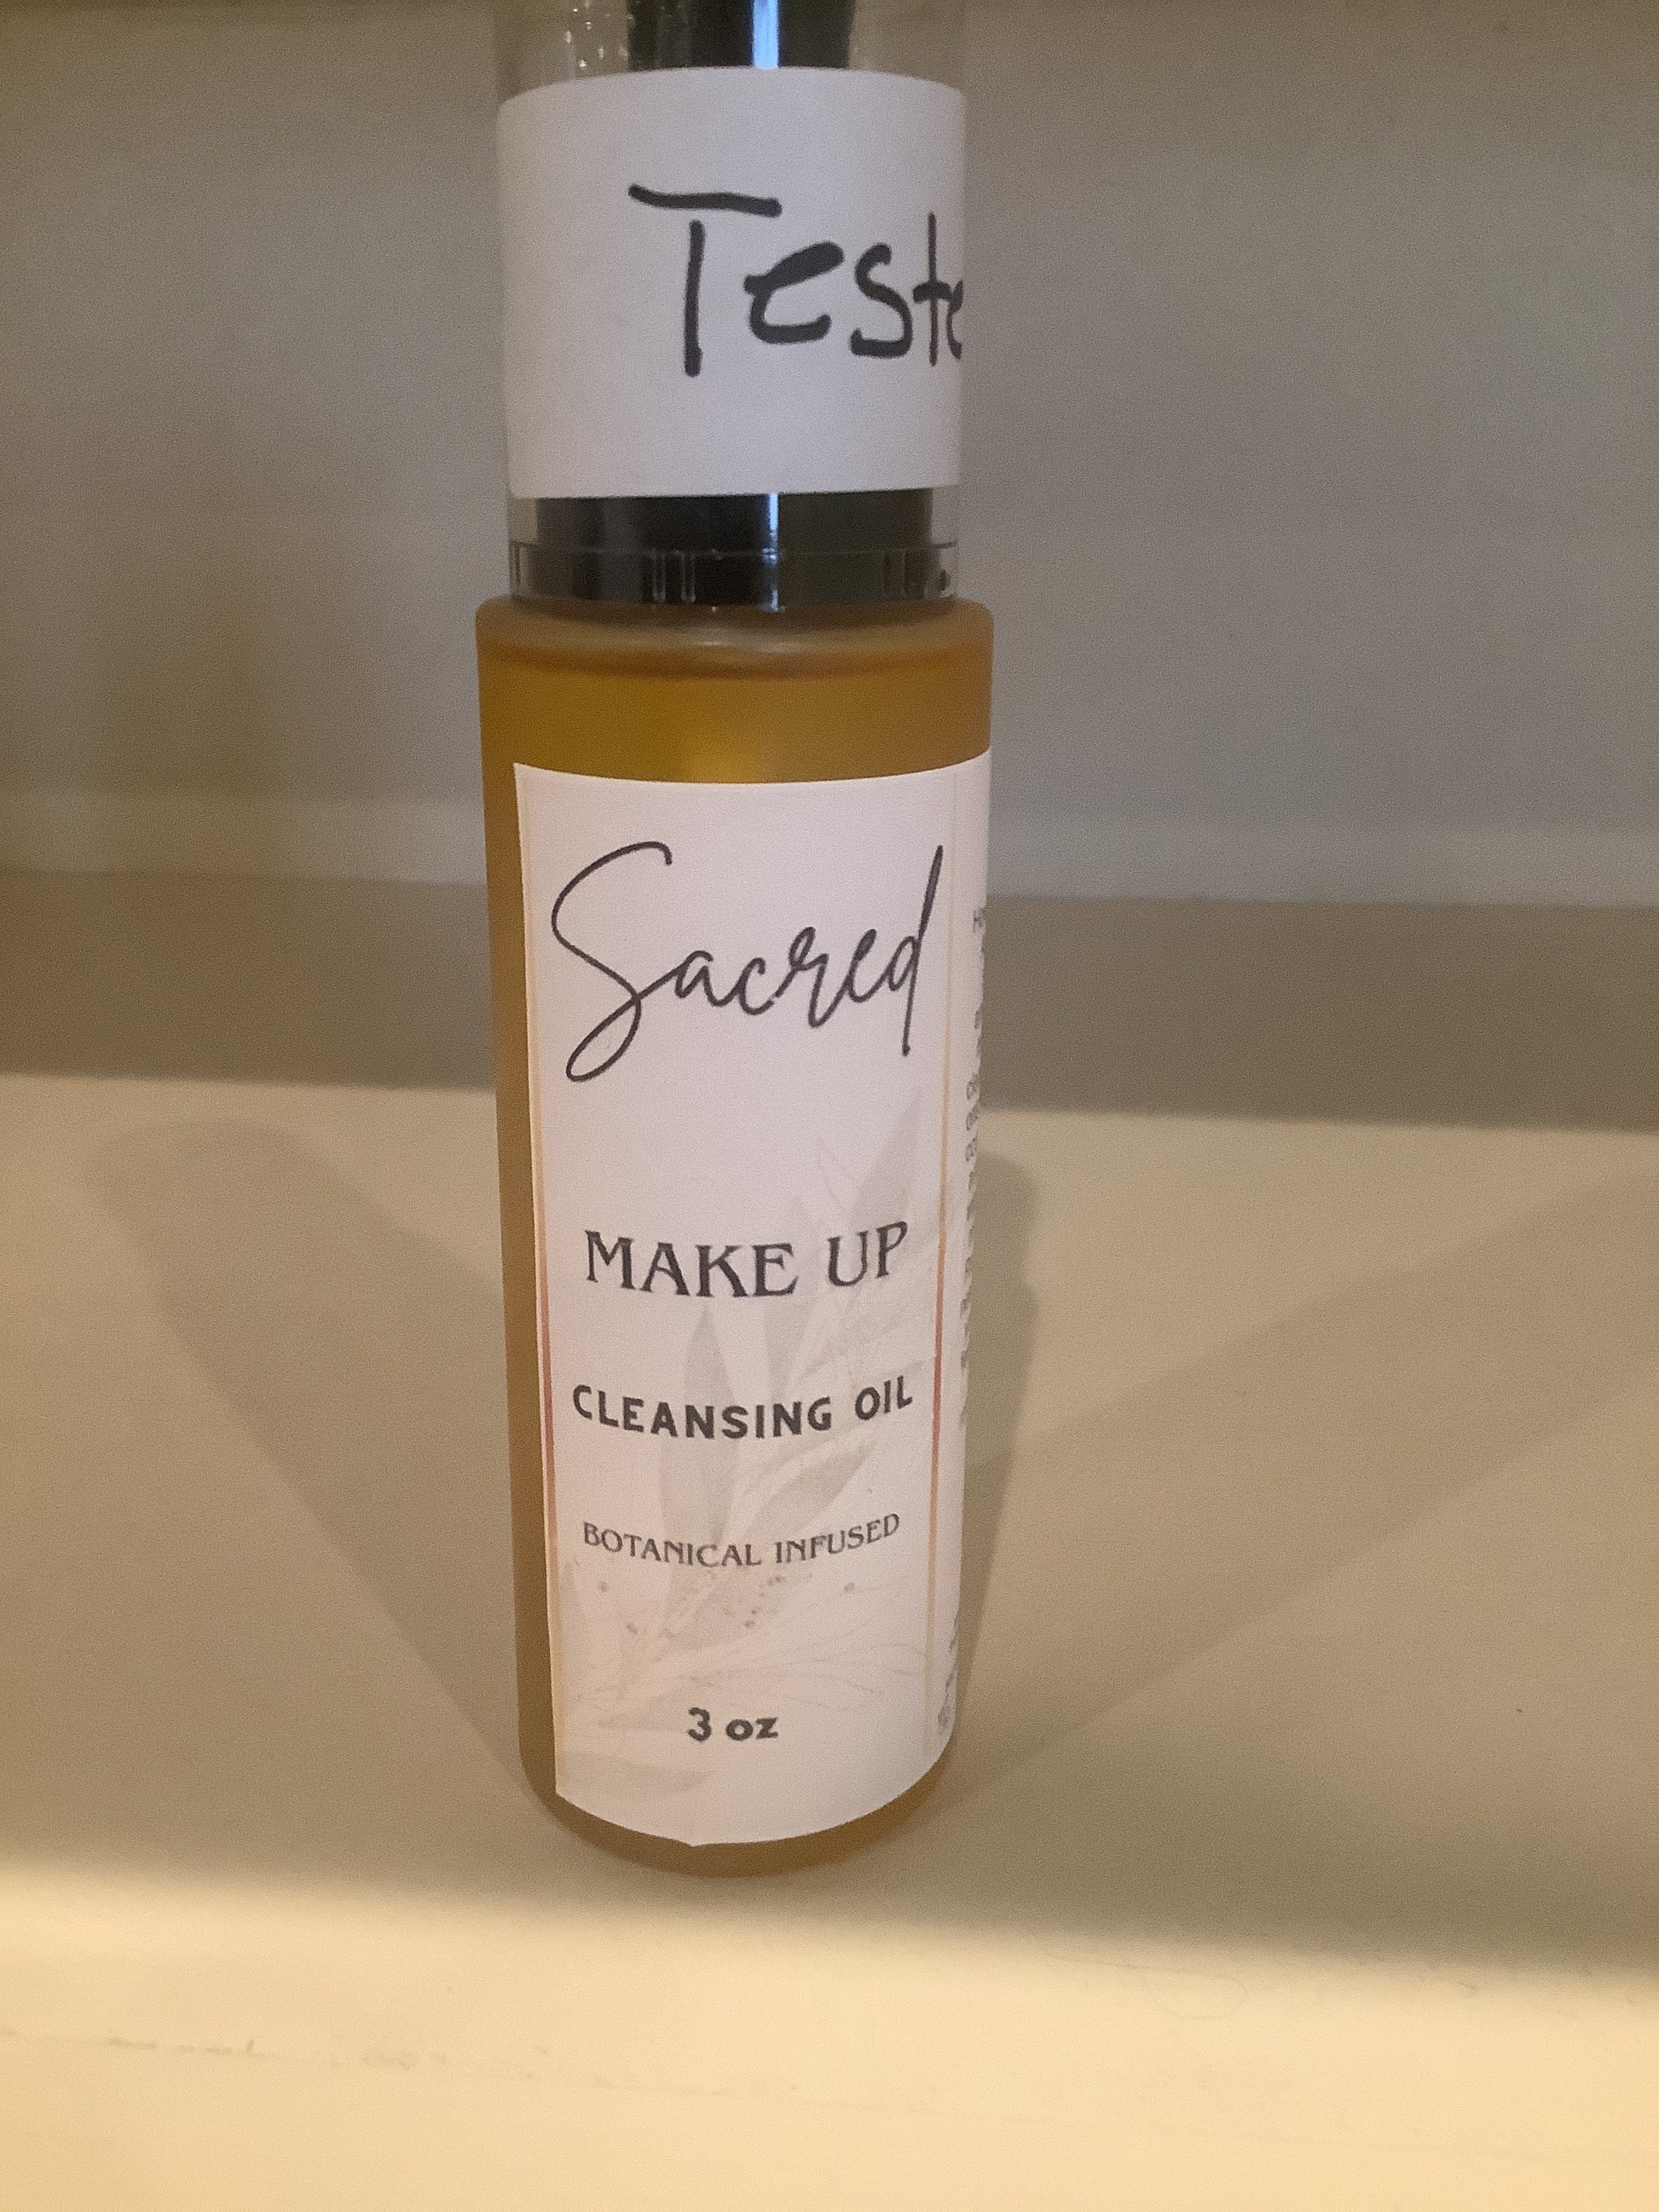 Teste
Sacred
MAKE UP
CLEANSING OIL
BOTANICAL INFUSED
3 oz